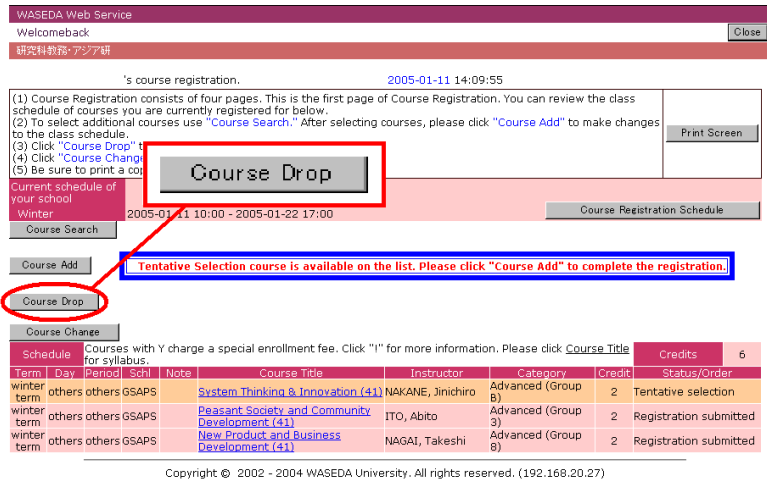 WASEDA Web Service
Welcomeback
Close
研究科教務・アジア研
's course registration. 2005-01-11 14:09:55
(1) Course Registration consists of four pages. This is the first page of Course Registration. You can review the class
schedule of courses you are currently registered for below.
(2) To select additional courses use "Course Search." After selecting courses, please click "Course Add" to make changes
to the class schedule.
(3) Click "Course Drop" t
(4) Click "Course Change
(5) Be sure to print a cop
Print Screen
Course Drop
Current schedule of
your school
Winter 2005-01-11 10:00 - 2005-01-22 17:00
Course Registration Schedule
Course Search
Course Add
Tentative Selection course is available on the list. Please click "Course Add" to complete the registration.
Course Drop
Course Change
Schedule
Courses with Y charge a special enrollment fee. Click "!" for more information. Please click Course Title
for syllabus.
Credits 6
Term Day Period Schl Note Course Title Instructor Category Credit Status/Order
winter term others others GSAPS System Thinking & Innovation (41) NAKANE, Jinichiro Advanced (Group B) 2 Tentative selection
winter term others others GSAPS Peasant Society and Community Development (41) ITO, Abito Advanced (Group 3) 2 Registration submitted
winter term others others GSAPS New Product and Business Development (41) NAGAI, Takeshi Advanced (Group 8) 2 Registration submitted
Copyright © 2002 - 2004 WASEDA University. All rights reserved. (192.168.20.27)